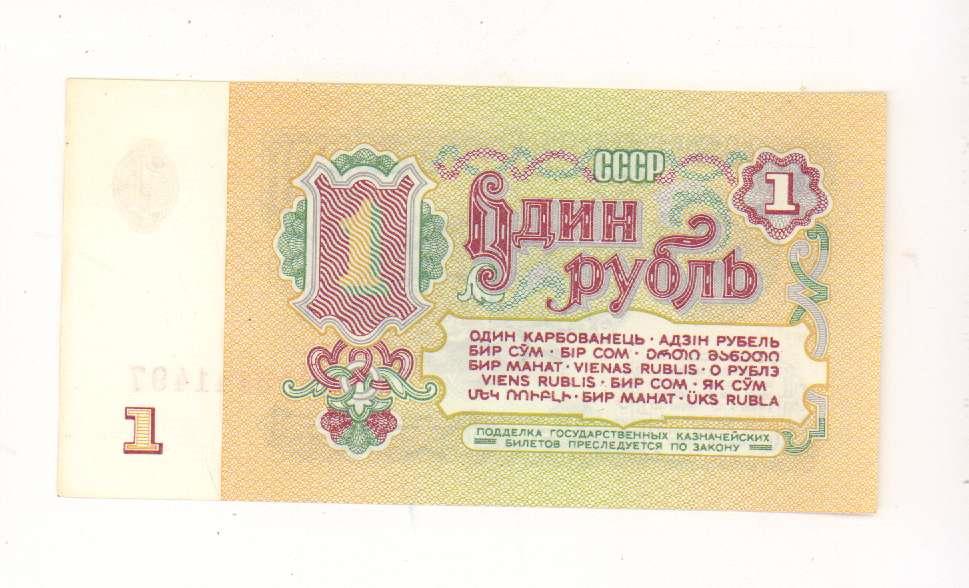 СССР
1
1
Один
рубль
ОДИН КАРБОВАНЕЦЬ · АДЗІН РУБЕЛЬ
БИР СЎМ · БІР СОМ · ᲔᲠᲗᲘ ᲛᲐᲜᲔᲗᲘ
БИР МАНАТ · VIENAS RUBLIS · О РУБЛЭ
VIENS RUBLIS · БИР СОМ · ЯК СЎМ
ՄԵԿ ՌՈՒԲԼԻ · БИР МАНАТ · ÜKS RUBLA
ПОДДЕЛКА ГОСУДАРСТВЕННЫХ КАЗНАЧЕЙСКИХ
БИЛЕТОВ ПРЕСЛЕДУЕТСЯ ПО ЗАКОНУ
1